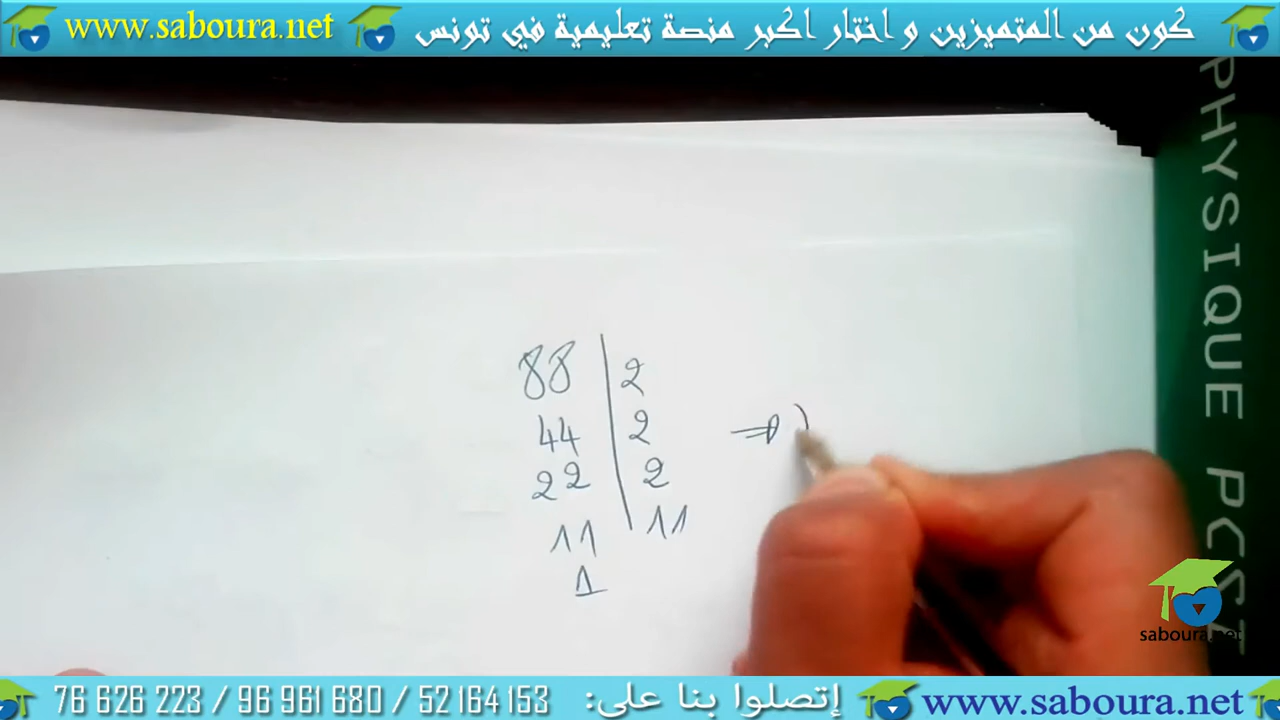 www.saboura.net كون من المتميزين و اختار اكبر منصة تعليمية في تونس
PHYSIQUE PCSI
88 2
44 2
22 2
11 11
1
⇒
saboura.net
76 626 223 / 96 961 680 / 52 164 153 إتصلوا بنا على: www.saboura.net